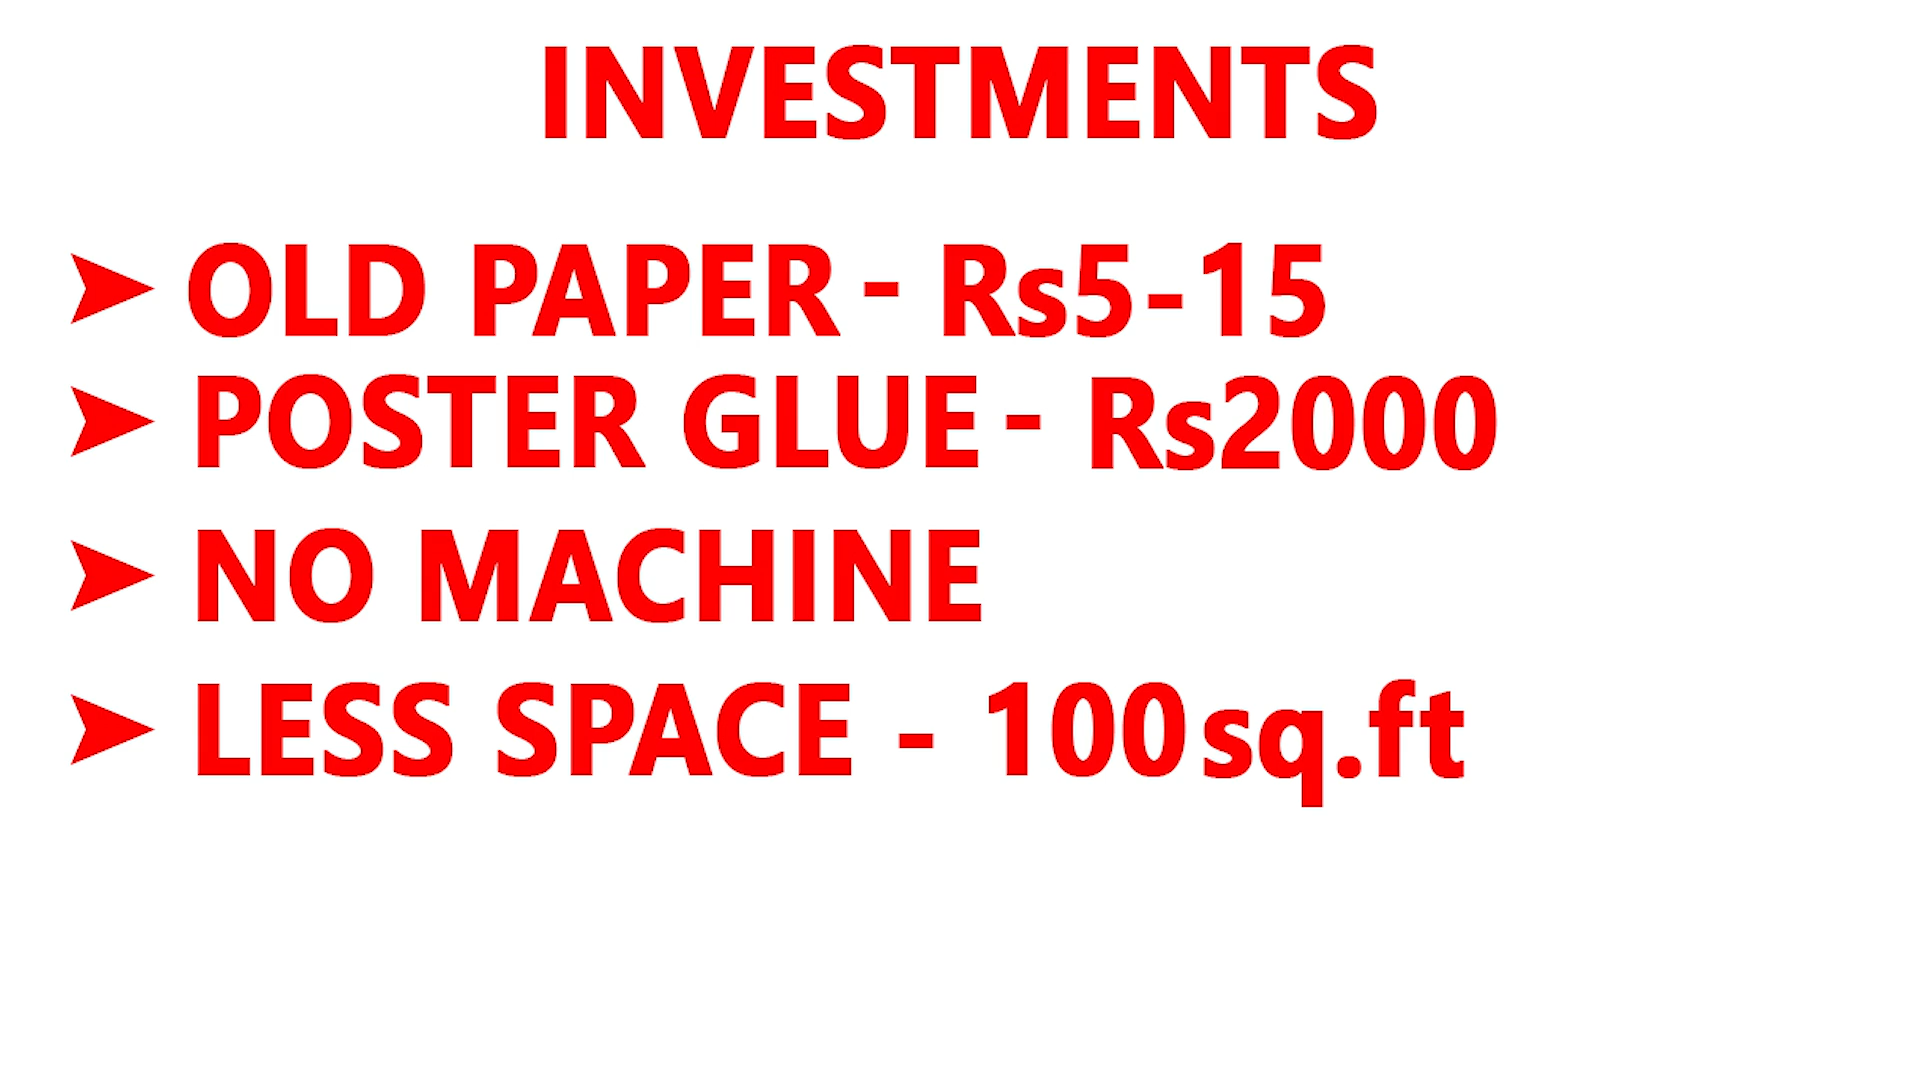 INVESTMENTS
➤ OLD PAPER - Rs5-15
➤ POSTER GLUE - Rs2000
➤ NO MACHINE
➤ LESS SPACE - 100sq.ft